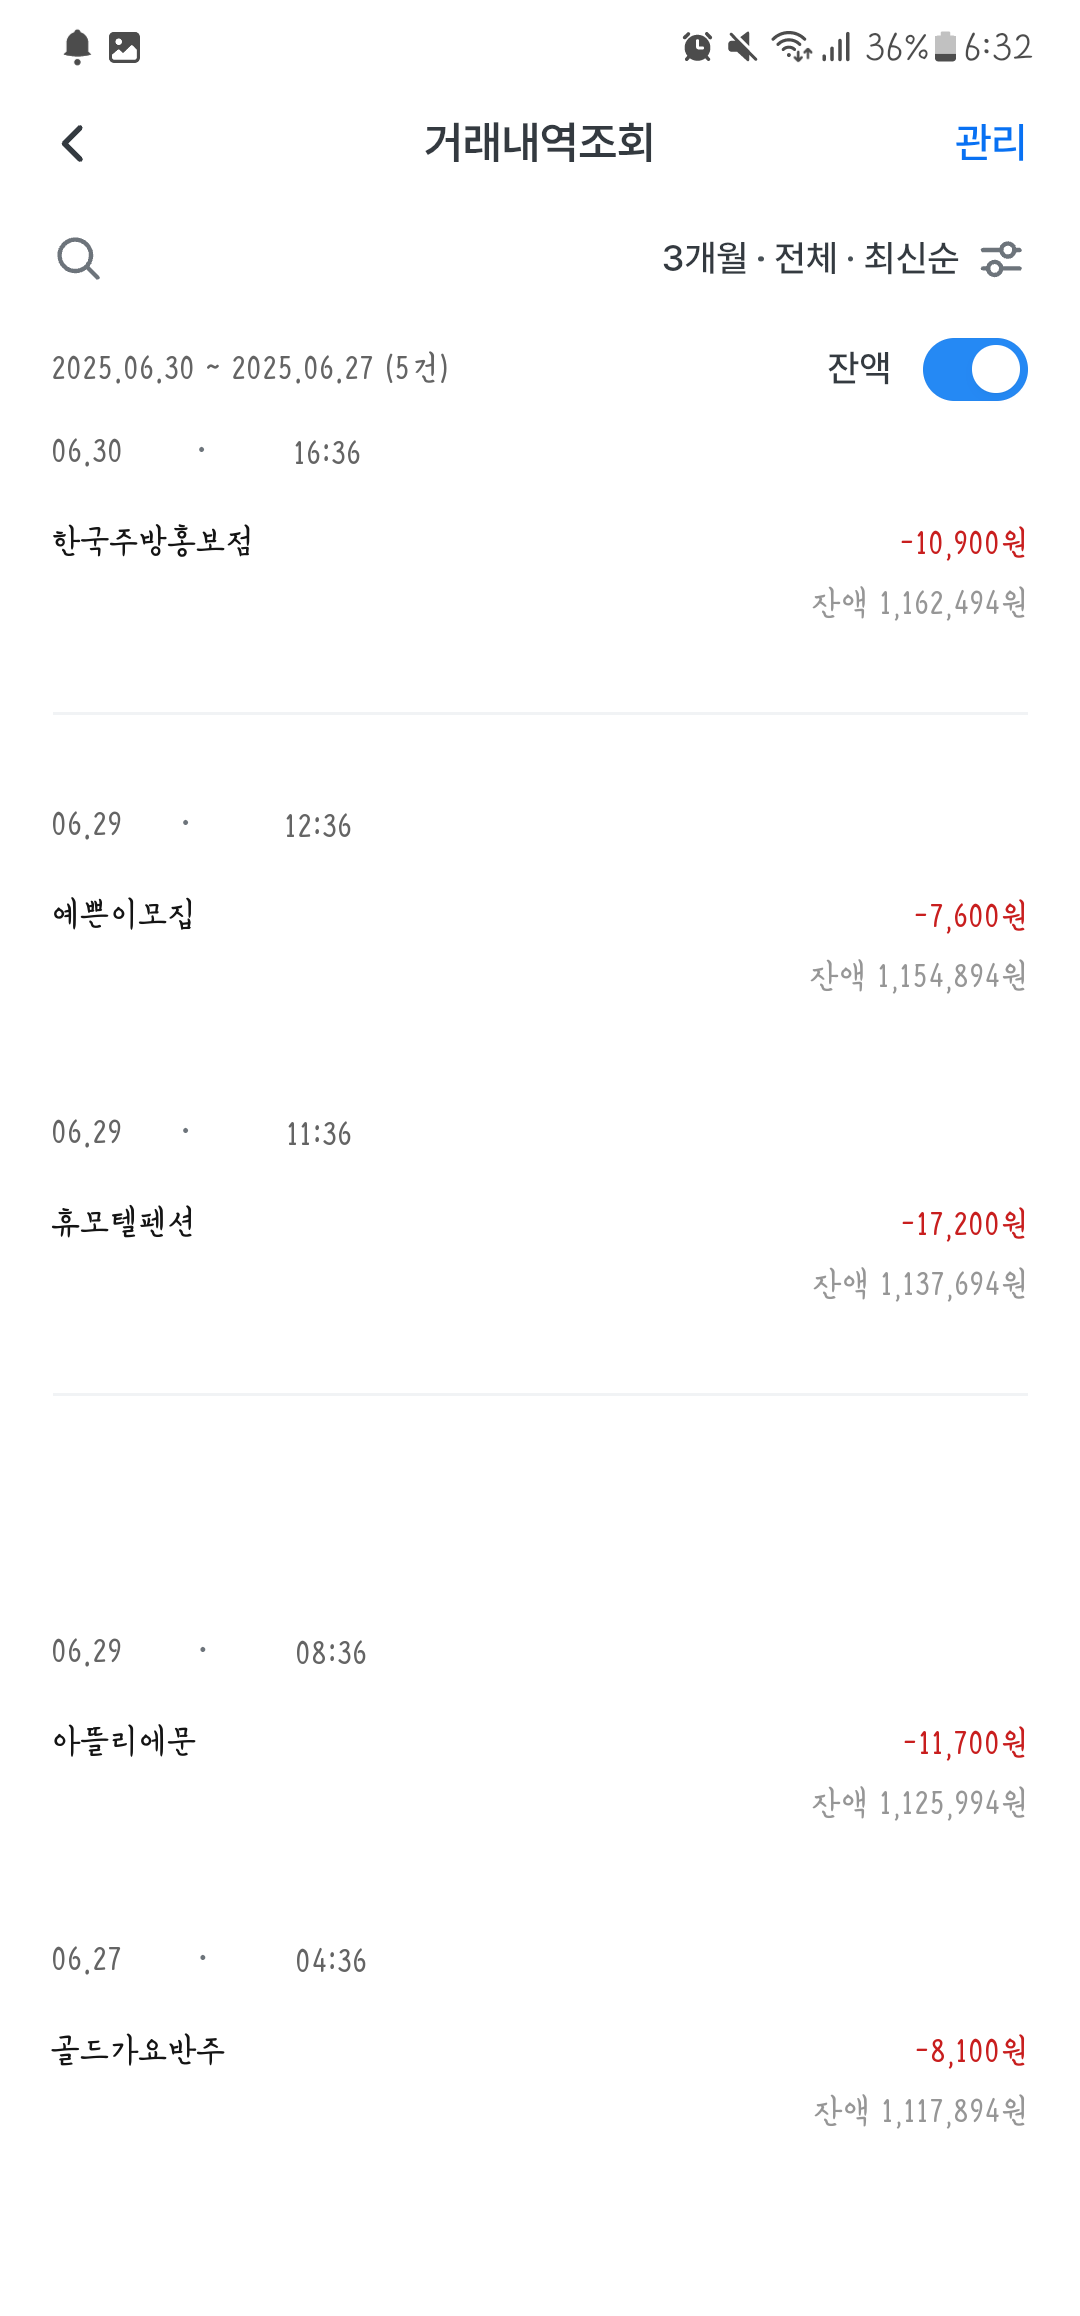 36% 6:32
거래내역조회 관리
3개월 · 전체 · 최신순
2025.06.30 ~ 2025.06.27 (5건) 잔액
06.30 · 16:36
한국주방홍보점 -10,900원
잔액 1,162,494원
06.29 · 12:36
예쁜이모집 -7,600원
잔액 1,154,894원
06.29 · 11:36
휴모텔펜션 -17,200원
잔액 1,137,694원
06.29 · 08:36
아뜰리에문 -11,700원
잔액 1,125,994원
06.27 · 04:36
골드가요반주 -8,100원
잔액 1,117,894원